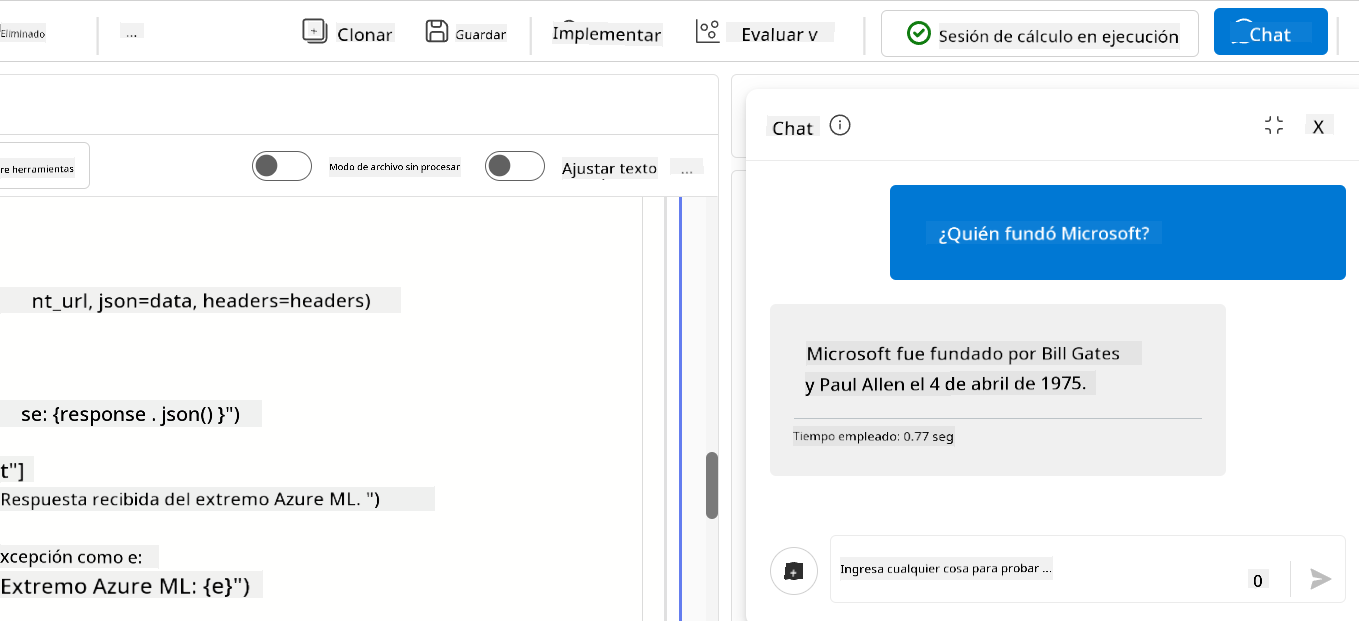 Eliminado
...
Clonar
Guardar
Implementar
Evaluar v
Sesión de cálculo en ejecución
Chat
re herramientas
Modo de archivo sin procesar
Ajustar texto
...
nt_url, json=data, headers=headers)
se: {response . json() }")
t"]
Respuesta recibida del extremo Azure ML. ")
xcepción como e:
Extremo Azure ML: {e}")
Chat
X
¿Quién fundó Microsoft?
Microsoft fue fundado por Bill Gates
y Paul Allen el 4 de abril de 1975.
Tiempo empleado: 0.77 seg
Ingresa cualquier cosa para probar ...
0